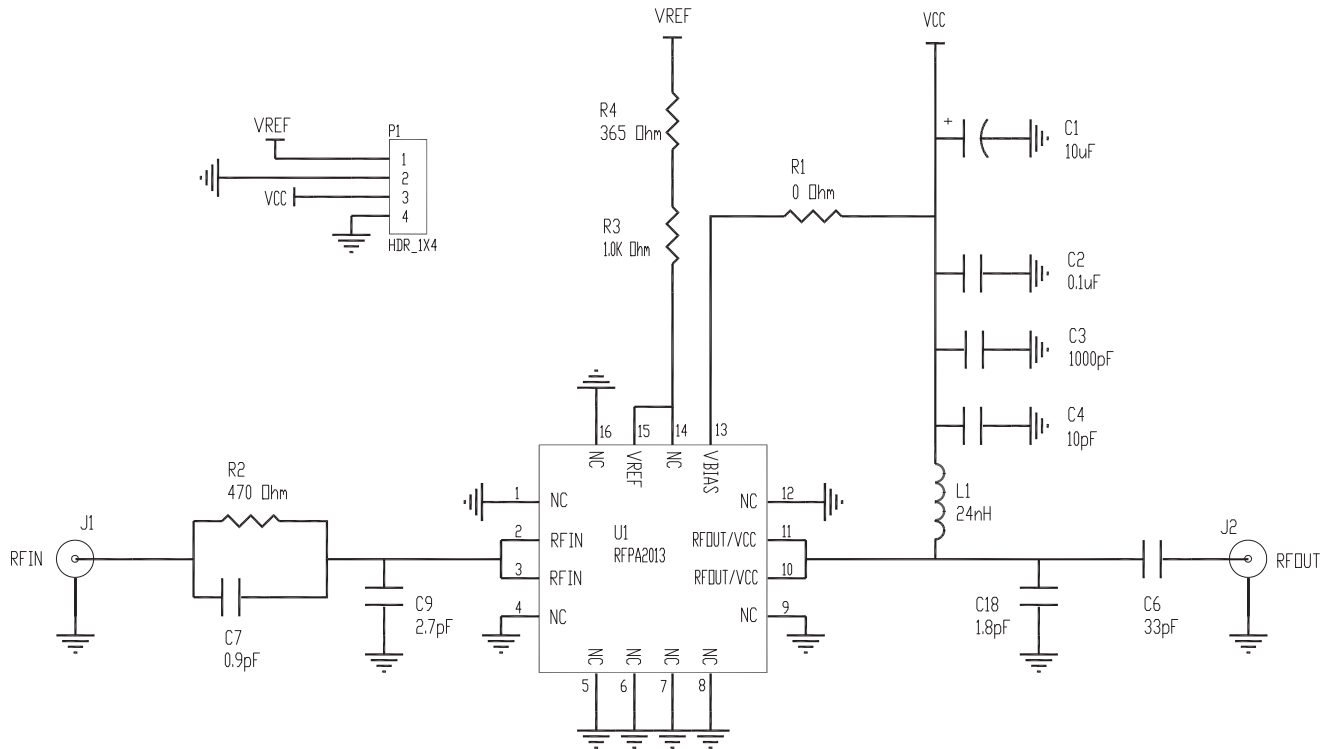 VREF
VCC
R4
365 Ohm
+
C1
10uF
VREF
P1
1
2
VCC
3
4
HDR_1X4
R1
0 Ohm
R3
1.0K Ohm
C2
0.1uF
C3
1000pF
C4
10pF
16
15
14
13
NC
VREF
NC
VBIAS
R2
470 Ohm
L1
24nH
1
NC
NC
12
J1
RFIN
2
RFIN
U1
RFPA2013
RFOUT/VCC
11
J2
RFOUT
3
RFIN
RFOUT/VCC
10
4
NC
NC
9
C7
0.9pF
C9
2.7pF
C18
1.8pF
C6
33pF
NC
NC
NC
NC
5
6
7
8